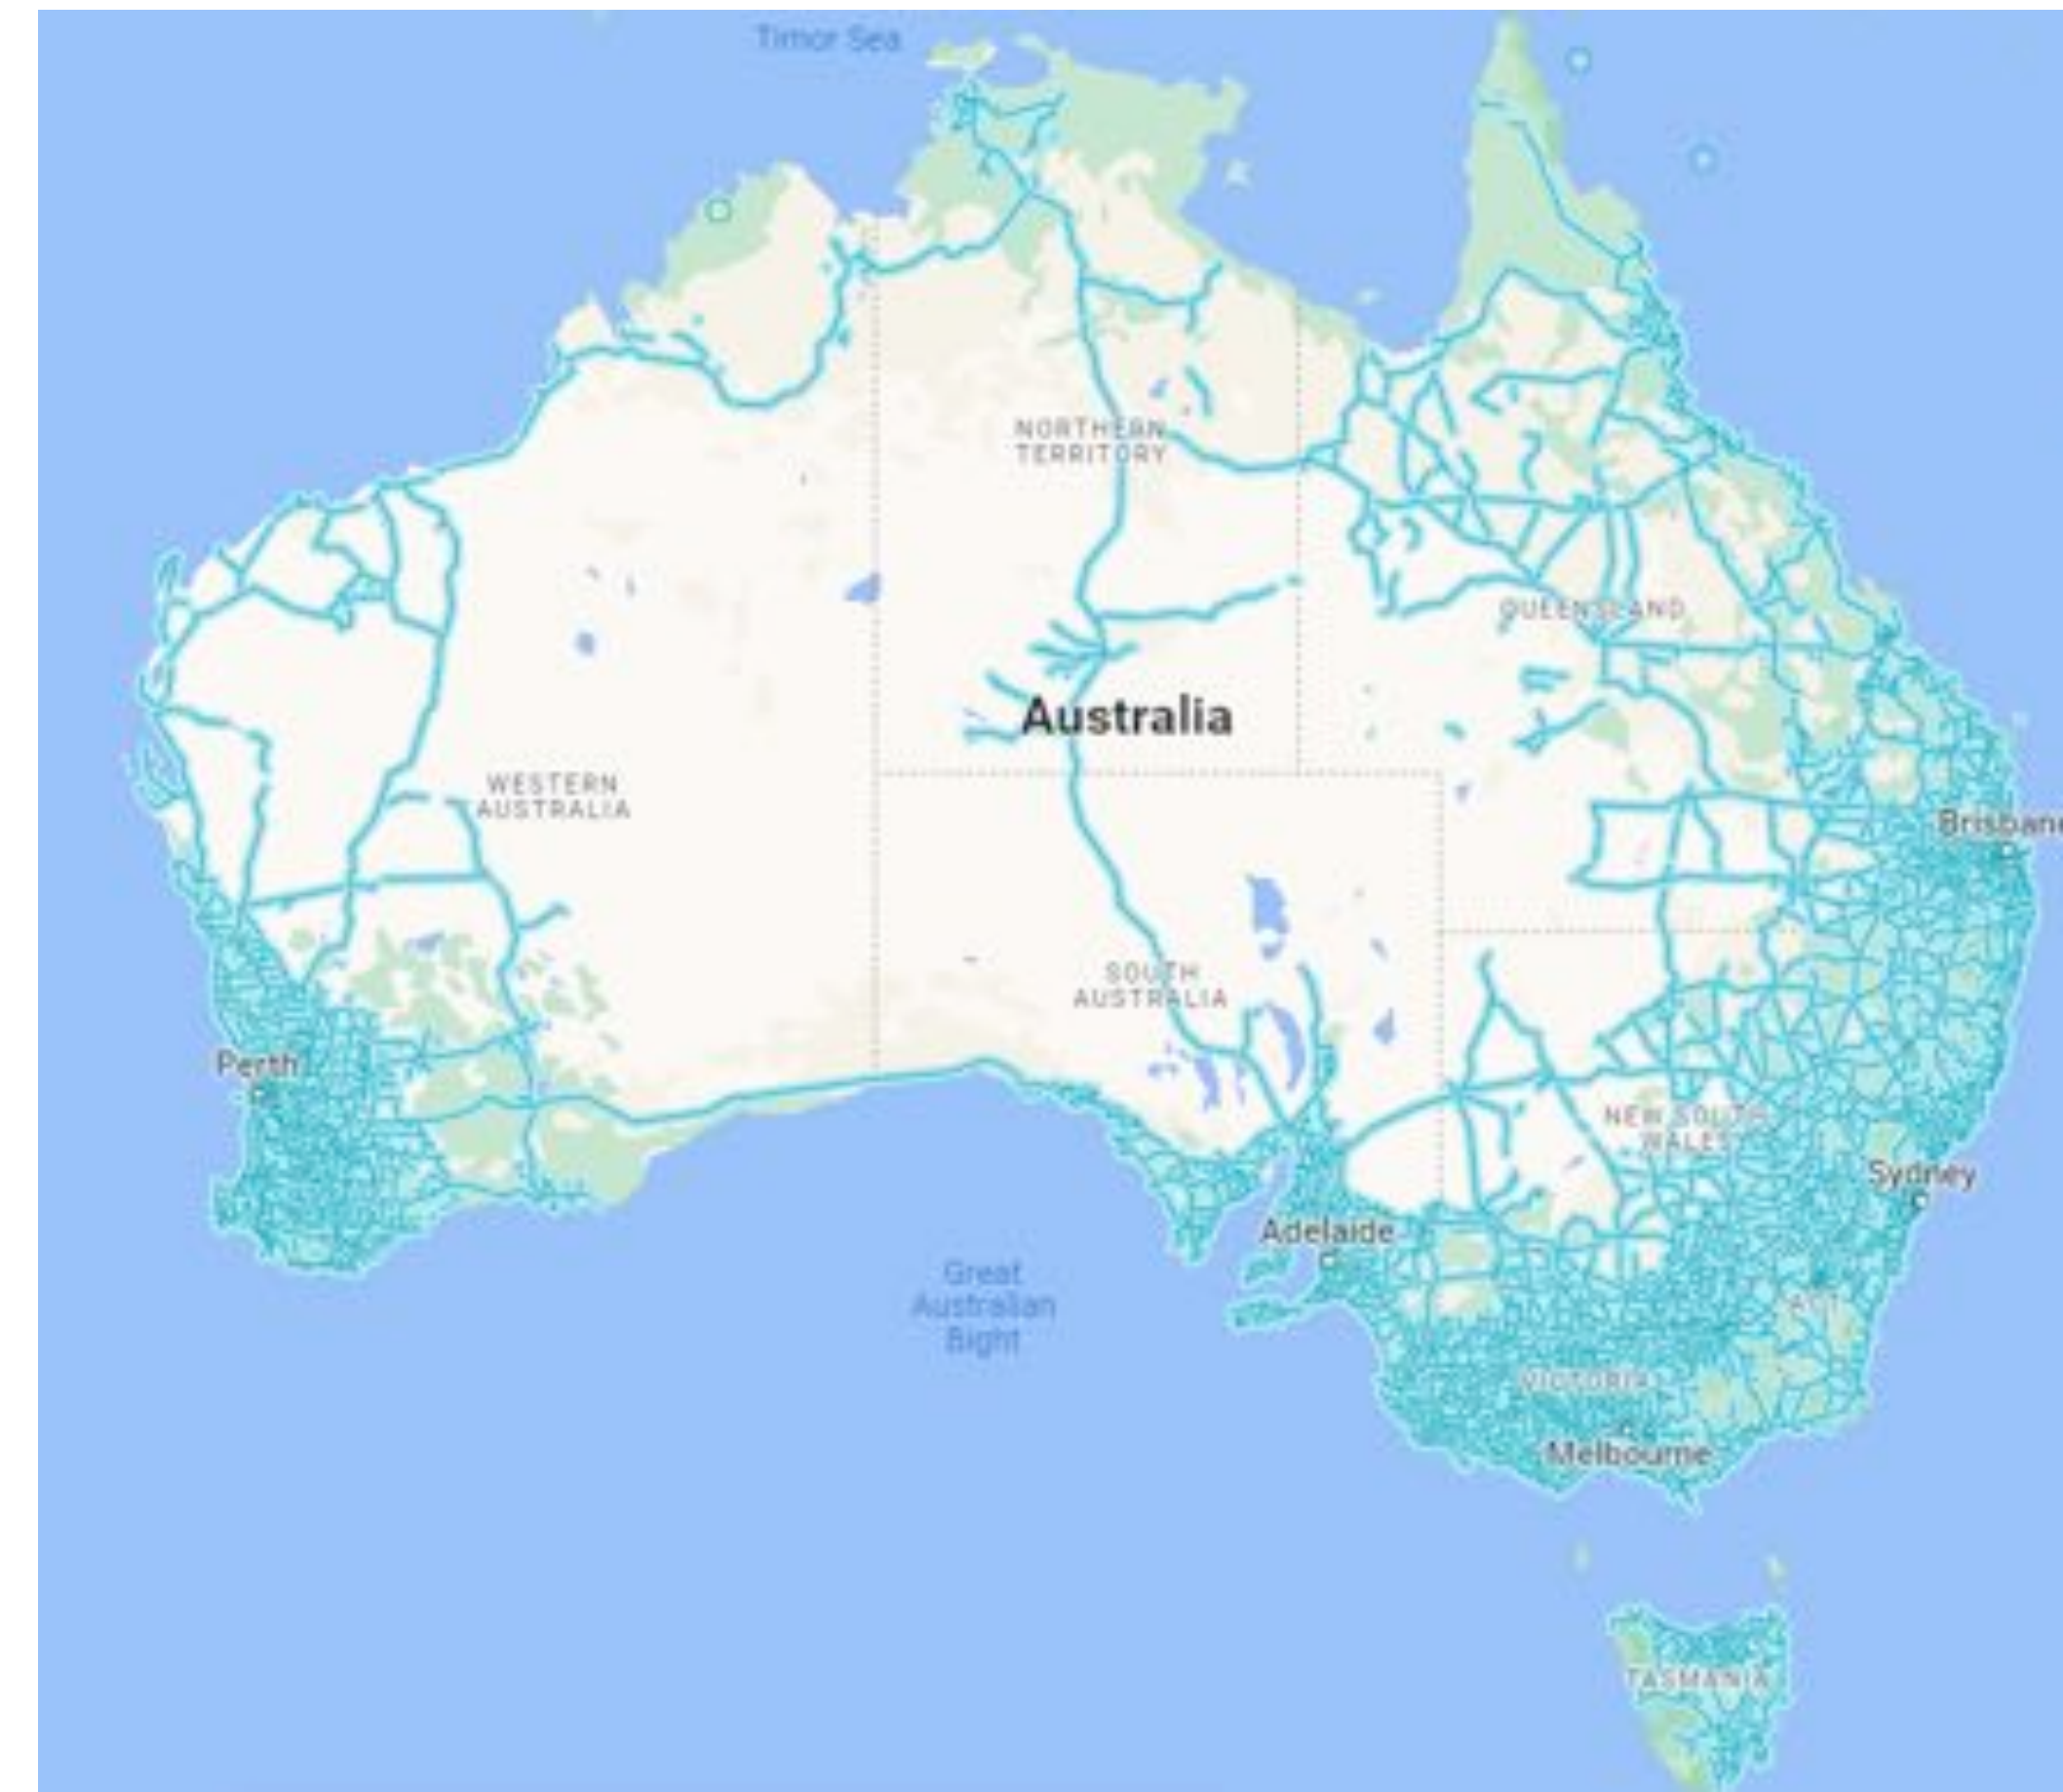 Timor Sea
NORTHERN
TERRITORY
QUEENSLAND
Australia
WESTERN
AUSTRALIA
Brisbane
SOUTH
AUSTRALIA
Perth
NEW SOUTH
WALES
Sydney
Adelaide
Great
Australian
Bight
ACT
VICTORIA
Melbourne
TASMANIA